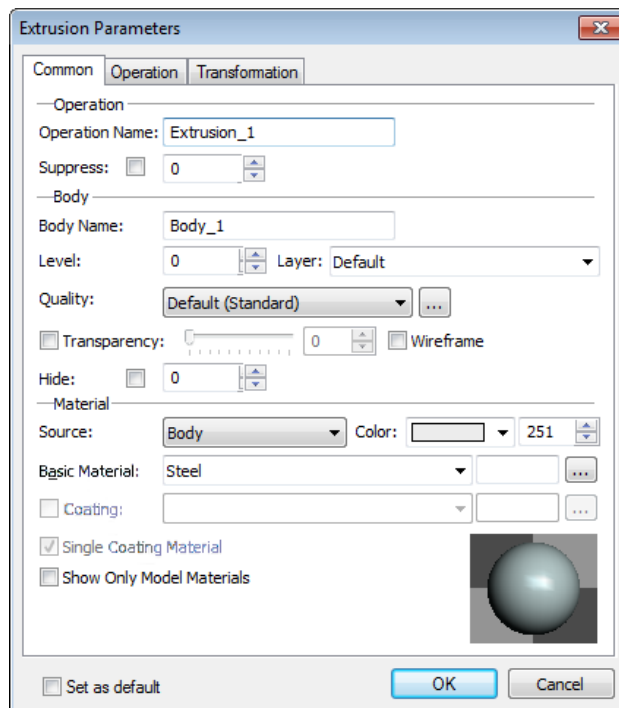 Extrusion Parameters
Common Operation Transformation
Operation
Operation Name: Extrusion_1
Suppress: 0
Body
Body Name: Body_1
Level: 0 Layer: Default
Quality: Default (Standard) ...
Transparency: 0 Wireframe
Hide: 0
Material
Source: Body Color: 251
Basic Material: Steel ...
Coating: ...
Single Coating Material
Show Only Model Materials
Set as default OK Cancel